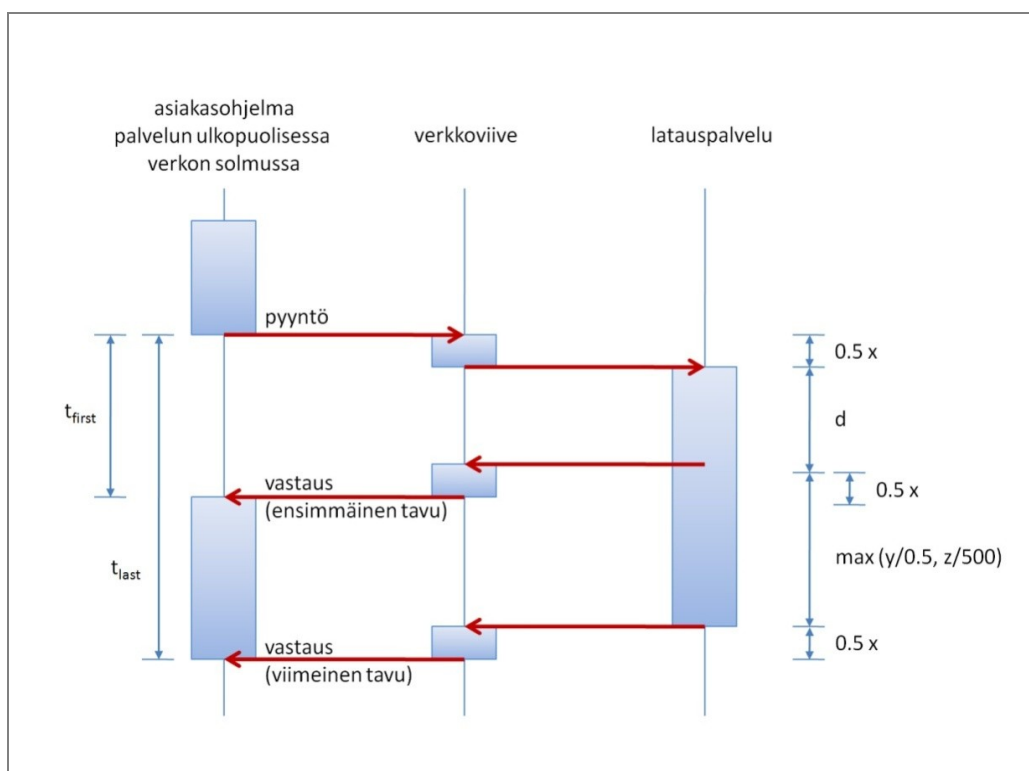 asiakasohjelma
palvelun ulkopuolisessa
verkon solmussa
verkkoviive
latauspalvelu
pyyntö
0.5 x
t_first
d
vastaus
(ensimmäinen tavu)
0.5 x
t_last
max (y/0.5, z/500)
vastaus
(viimeinen tavu)
0.5 x